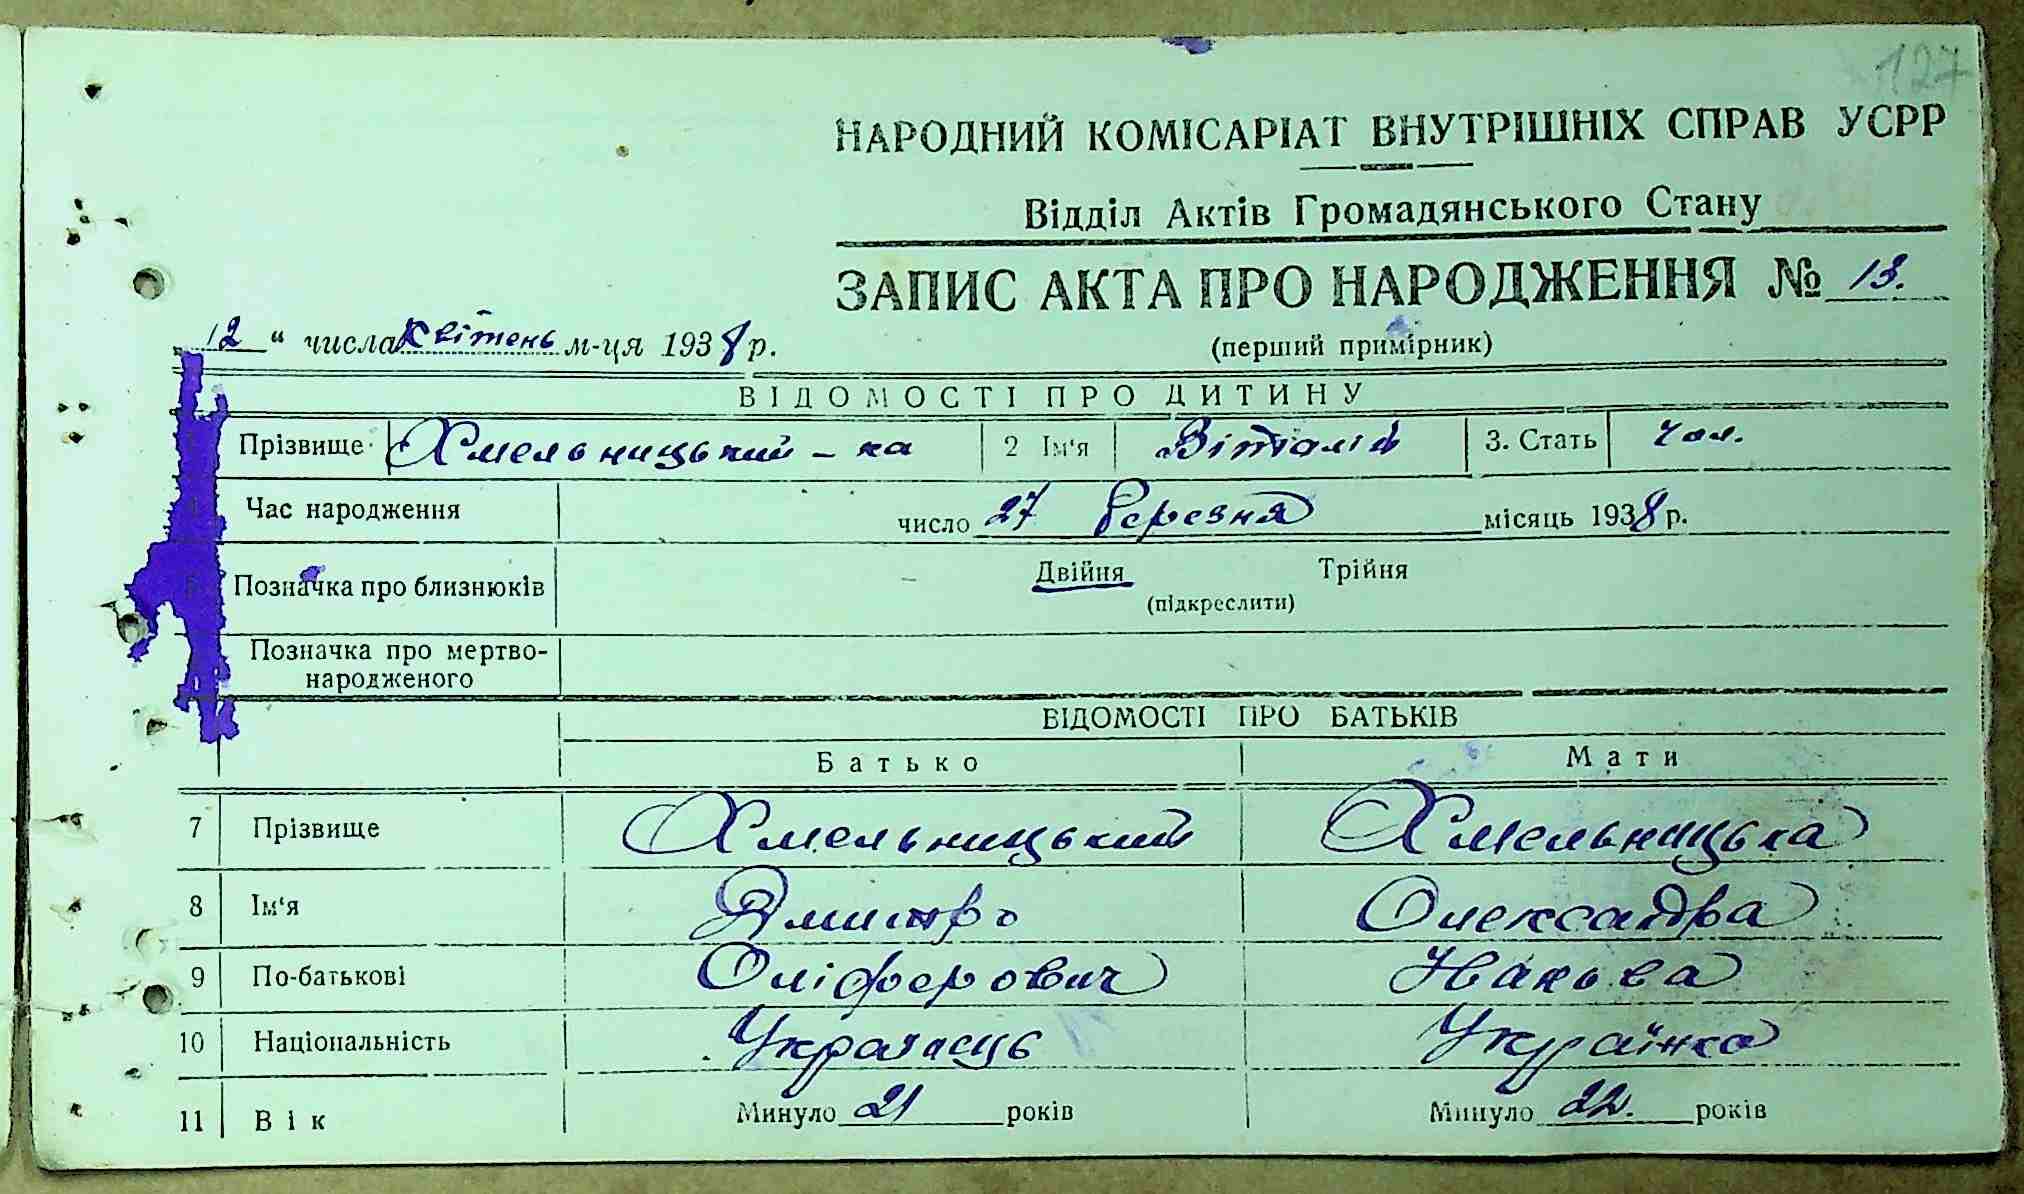 127
НАРОДНИЙ КОМІСАРІАТ ВНУТРІШНІХ СПРАВ УСРР
Відділ Актів Громадянського Стану
ЗАПИС АКТА ПРО НАРОДЖЕННЯ № 13.
12 " числа квітень м-ця 1938 р.
(перший примірник)
ВІДОМОСТІ ПРО ДИТИНУ
Прізвище Хмельницький - ка 2 Ім'я Віталій 3. Стать чол.
Час народження число 27 березня місяць 1938 р.
Позначка про близнюків Двійня Трійня
(підкреслити)
Позначка про мертво-
народженого
ВІДОМОСТІ ПРО БАТЬКІВ
Батько Мати
7 Прізвище Хмельницький Хмельницька
8 Ім'я Дмитро Олександра
9 По-батькові Оліферович
10 Національність Українець Українка
11 Вік Минуло 21 років Минуло 22. років